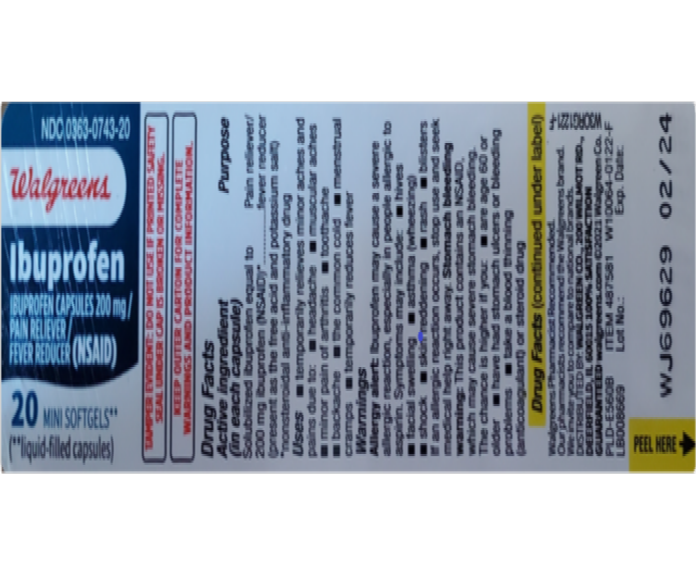 NDC 0363-0743-20
Walgreens
Ibuprofen
IBUPROFEN CAPSULES 200 mg/
PAIN RELIEVER/
FEVER REDUCER (NSAID)
20 MINI SOFTGELS**
(**liquid-filled capsules)
TAMPER EVIDENT: DO NOT USE IF PRINTED SAFETY
SEAL UNDER CAP IS BROKEN OR MISSING.
KEEP OUTER CARTON FOR COMPLETE
WARNINGS AND PRODUCT INFORMATION.
Drug Facts
Active ingredient Purpose
(in each capsule)
Solubilized ibuprofen equal to Pain reliever/
200 mg ibuprofen (NSAID)* fever reducer
(present as the free acid and potassium salt)
*nonsteroidal anti-inflammatory drug
Uses ■ temporarily relieves minor aches and
pains due to: ■ headache ■ muscular aches
■ minor pain of arthritis ■ toothache
■ backache ■ the common cold ■ menstrual
cramps ■ temporarily reduces fever
Warnings
Allergy alert: Ibuprofen may cause a severe
allergic reaction, especially in people allergic to
aspirin. Symptoms may include: ■ hives
■ facial swelling ■ asthma (wheezing)
■ shock ■ skin reddening ■ rash ■ blisters
If an allergic reaction occurs, stop use and seek
medical help right away. Stomach bleeding
warning: This product contains an NSAID,
which may cause severe stomach bleeding.
The chance is higher if you: ■ are age 60 or
older ■ have had stomach ulcers or bleeding
problems ■ take a blood thinning
(anticoagulant) or steroid drug
Drug Facts (continued under label)
Walgreens Pharmacist Recommended.
Our pharmacists recommend the Walgreens brand.
We invite you to compare to national brands.
DISTRIBUTED BY: WALGREEN CO., 200 WILMOT RD.,
DEERFIELD, IL 60015 100% SATISFACTION
GUARANTEED Walgreens.com ©2021 Walgreen Co.
PLD-E560B ITEM 487581 W10064-0122-F
LB008669 Lot No.: Exp. Date:
WJ69629 02/24
PEEL HERE